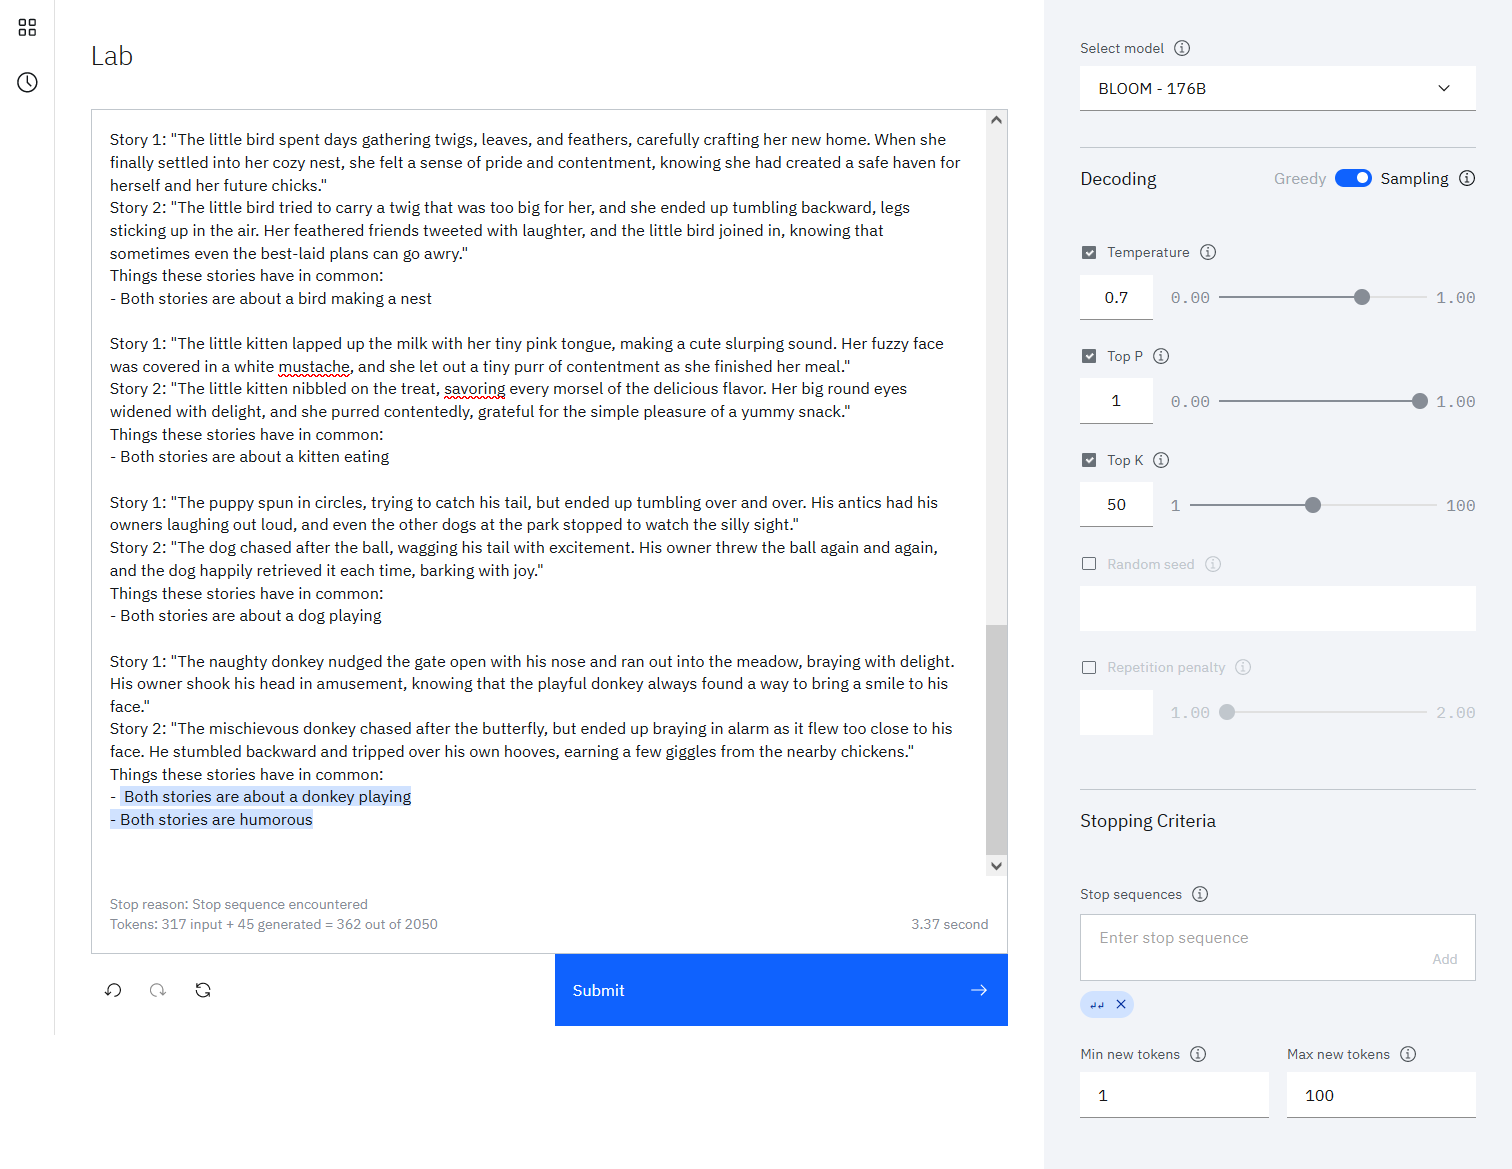 Lab
Story 1: "The little bird spent days gathering twigs, leaves, and feathers, carefully crafting her new home. When she
finally settled into her cozy nest, she felt a sense of pride and contentment, knowing she had created a safe haven for
herself and her future chicks."
Story 2: "The little bird tried to carry a twig that was too big for her, and she ended up tumbling backward, legs
sticking up in the air. Her feathered friends tweeted with laughter, and the little bird joined in, knowing that
sometimes even the best-laid plans can go awry."
Things these stories have in common:
- Both stories are about a bird making a nest
Story 1: "The little kitten lapped up the milk with her tiny pink tongue, making a cute slurping sound. Her fuzzy face
was covered in a white mustache, and she let out a tiny purr of contentment as she finished her meal."
Story 2: "The little kitten nibbled on the treat, savoring every morsel of the delicious flavor. Her big round eyes
widened with delight, and she purred contentedly, grateful for the simple pleasure of a yummy snack."
Things these stories have in common:
- Both stories are about a kitten eating
Story 1: "The puppy spun in circles, trying to catch his tail, but ended up tumbling over and over. His antics had his
owners laughing out loud, and even the other dogs at the park stopped to watch the silly sight."
Story 2: "The dog chased after the ball, wagging his tail with excitement. His owner threw the ball again and again,
and the dog happily retrieved it each time, barking with joy."
Things these stories have in common:
- Both stories are about a dog playing
Story 1: "The naughty donkey nudged the gate open with his nose and ran out into the meadow, braying with delight.
His owner shook his head in amusement, knowing that the playful donkey always found a way to bring a smile to his
face."
Story 2: "The mischievous donkey chased after the butterfly, but ended up braying in alarm as it flew too close to his
face. He stumbled backward and tripped over his own hooves, earning a few giggles from the nearby chickens."
Things these stories have in common:
- Both stories are about a donkey playing
- Both stories are humorous
Stop reason: Stop sequence encountered
Tokens: 317 input + 45 generated = 362 out of 2050
3.37 second
Submit
Select model
BLOOM - 176B
Decoding
Greedy
Sampling
Temperature
0.7
0.00
1.00
Top P
1
0.00
1.00
Top K
50
1
100
Random seed
Repetition penalty
1.00
2.00
Stopping Criteria
Stop sequences
Enter stop sequence
Add
↵↵
Min new tokens
Max new tokens
1
100